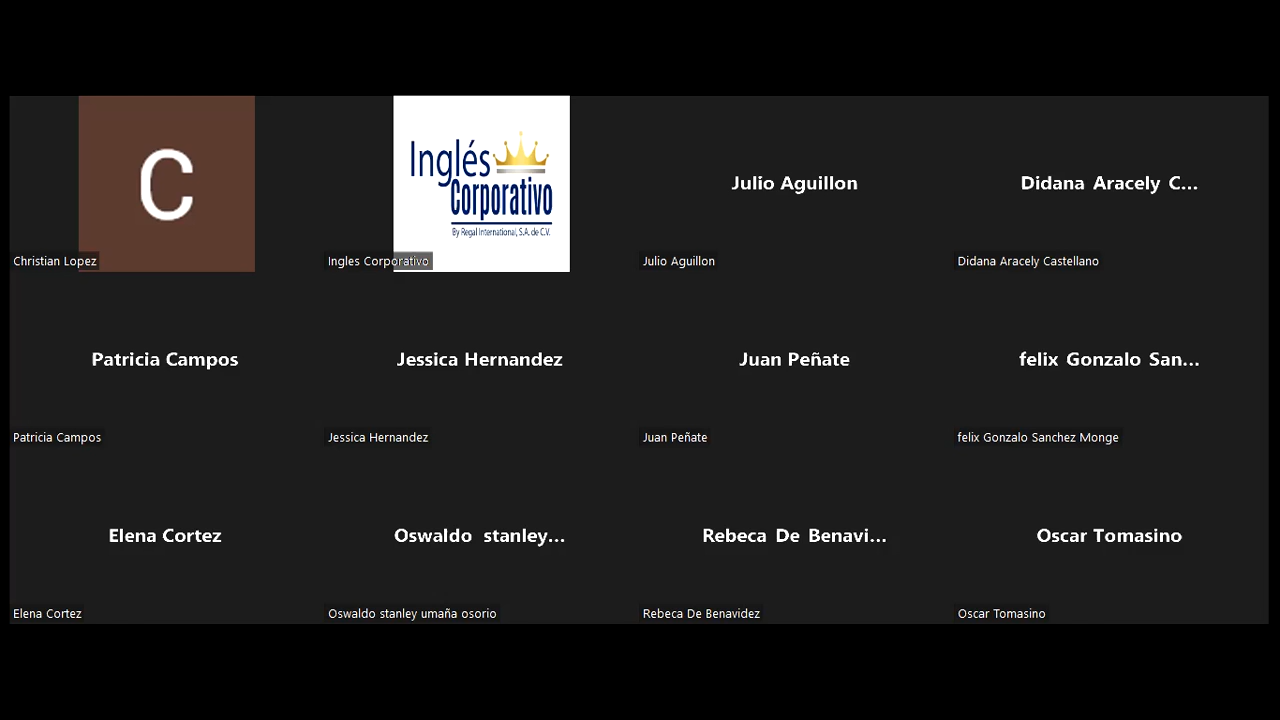 C
Inglés
Corporativo
By Regal International, S.A. de C.V.
Julio Aguillon
Didana Aracely C...
Christian Lopez
Ingles Corporativo
Julio Aguillon
Didana Aracely Castellano
Patricia Campos
Jessica Hernandez
Juan Peñate
felix Gonzalo San...
Patricia Campos
Jessica Hernandez
Juan Peñate
felix Gonzalo Sanchez Monge
Elena Cortez
Oswaldo stanley...
Rebeca De Benavi...
Oscar Tomasino
Elena Cortez
Oswaldo stanley umaña osorio
Rebeca De Benavidez
Oscar Tomasino